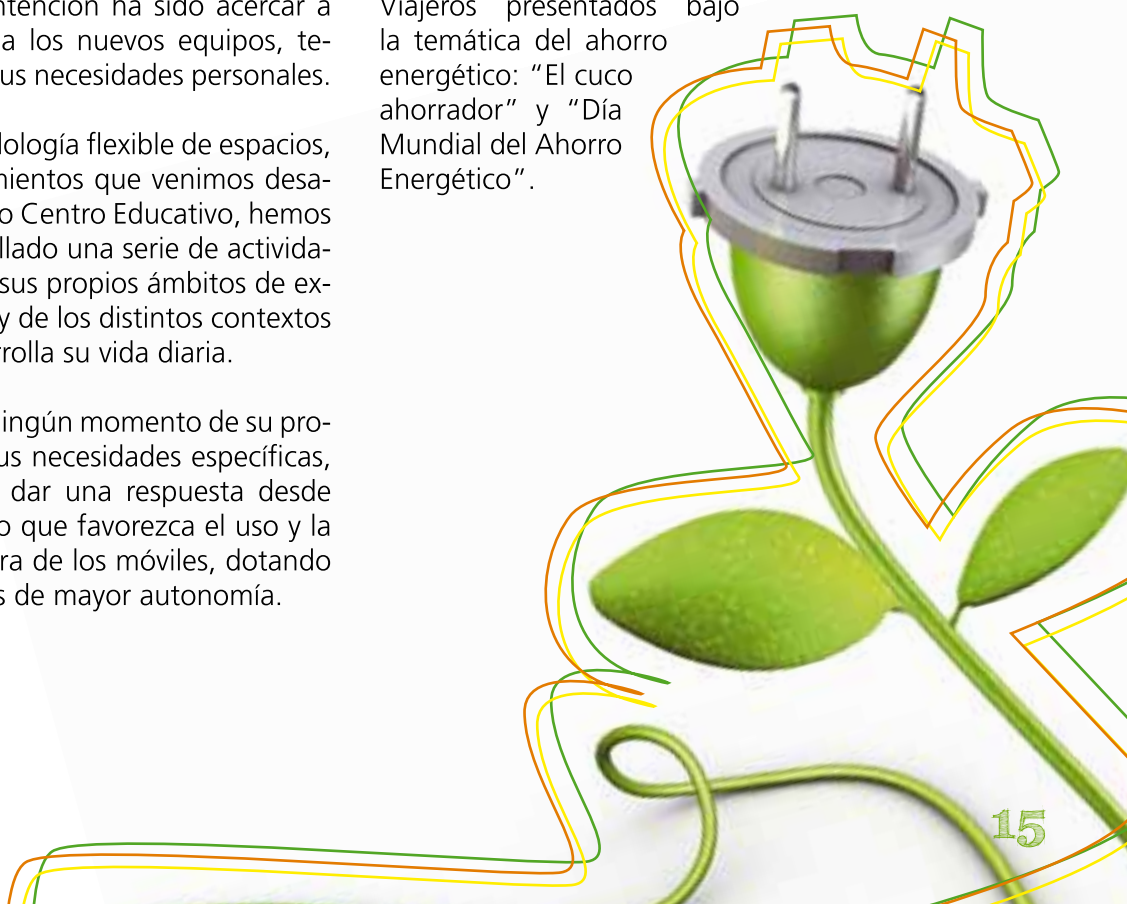 ntención ha sido acercar a
a los nuevos equipos, te-
us necesidades personales.
dología flexible de espacios,
mientos que venimos desa-
o Centro Educativo, hemos
llado una serie de activida-
sus propios ámbitos de ex-
y de los distintos contextos
rrolla su vida diaria.
ingún momento de su pro-
us necesidades específicas,
dar una respuesta desde
o que favorezca el uso y la
ra de los móviles, dotando
s de mayor autonomía.
Viajeros presentados bajo
la temática del ahorro
energético: “El cuco
ahorrador” y “Día
Mundial del Ahorro
Energético”.
15